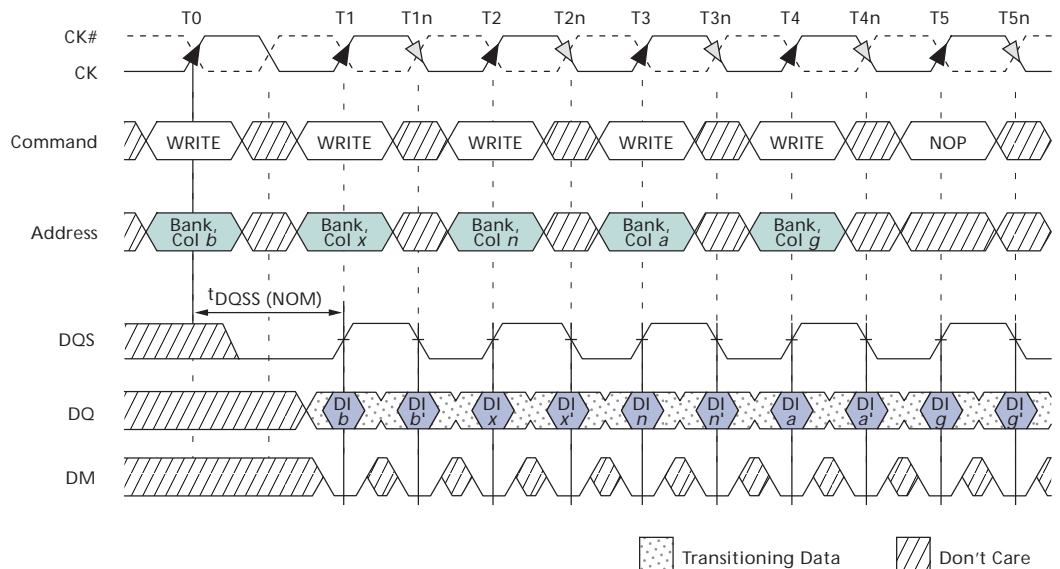 T0 T1 T1n T2 T2n T3 T3n T4 T4n T5 T5n
CK#
CK
Command WRITE WRITE WRITE WRITE WRITE NOP
Address Bank, Col b Bank, Col x Bank, Col n Bank, Col a Bank, Col g
tDQSS (NOM)
DQS
DQ DI b DI b' DI x DI x' DI n DI n' DI a DI a' DI g DI g'
DM
Transitioning Data Don't Care